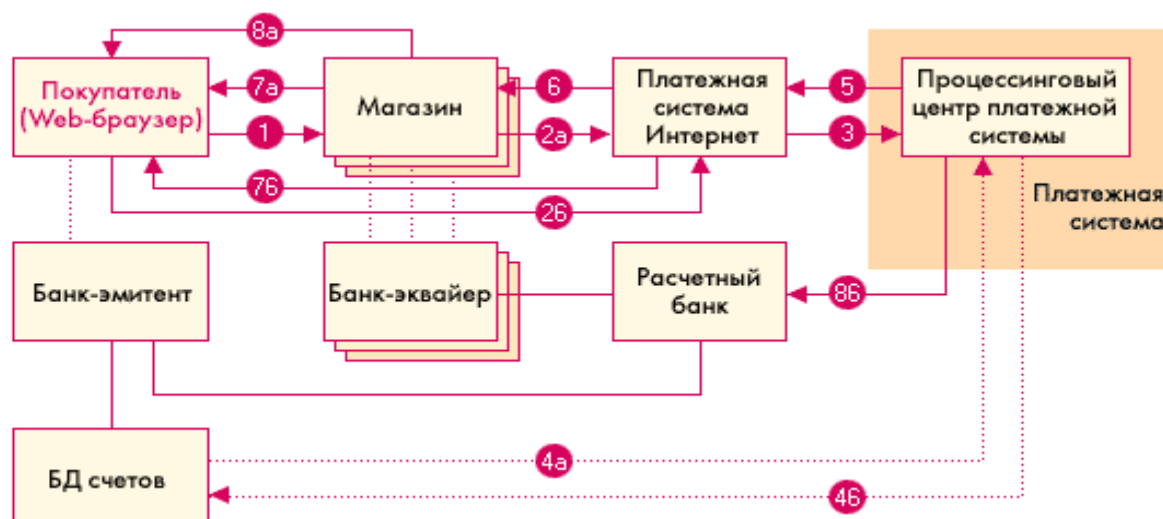 8а
Покупатель
(Web-браузер)
7а
1
Магазин
6
2а
Платежная
система
Интернет
5
3
Процессинговый
центр платежной
системы
7б
2б
Платежная
система
Банк-эмитент
Банк-эквайер
Расчетный
банк
8б
БД счетов
4а
4б